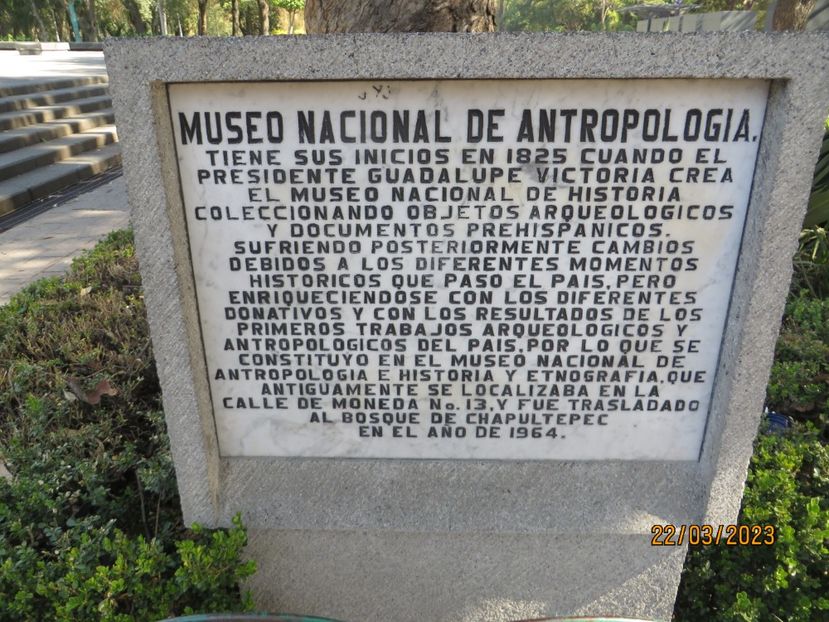 MUSEO NACIONAL DE ANTROPOLOGIA.
TIENE SUS INICIOS EN 1825 CUANDO EL
PRESIDENTE GUADALUPE VICTORIA CREA
EL MUSEO NACIONAL DE HISTORIA
COLECCIONANDO OBJETOS ARQUEOLOGICOS
Y DOCUMENTOS PREHISPANICOS.
SUFRIENDO POSTERIORMENTE CAMBIOS
DEBIDOS A LOS DIFERENTES MOMENTOS
HISTORICOS QUE PASO EL PAIS, PERO
ENRIQUECIENDOSE CON LOS DIFERENTES
DONATIVOS Y CON LOS RESULTADOS DE LOS
PRIMEROS TRABAJOS ARQUEOLOGICOS Y
ANTROPOLOGICOS DEL PAIS, POR LO QUE SE
CONSTITUYO EN EL MUSEO NACIONAL DE
ANTROPOLOGIA E HISTORIA Y ETNOGRAFIA, QUE
ANTIGUAMENTE SE LOCALIZABA EN LA
CALLE DE MONEDA No. 13, Y FUE TRASLADADO
AL BOSQUE DE CHAPULTEPEC
EN EL AÑO DE 1964.
22/03/2023